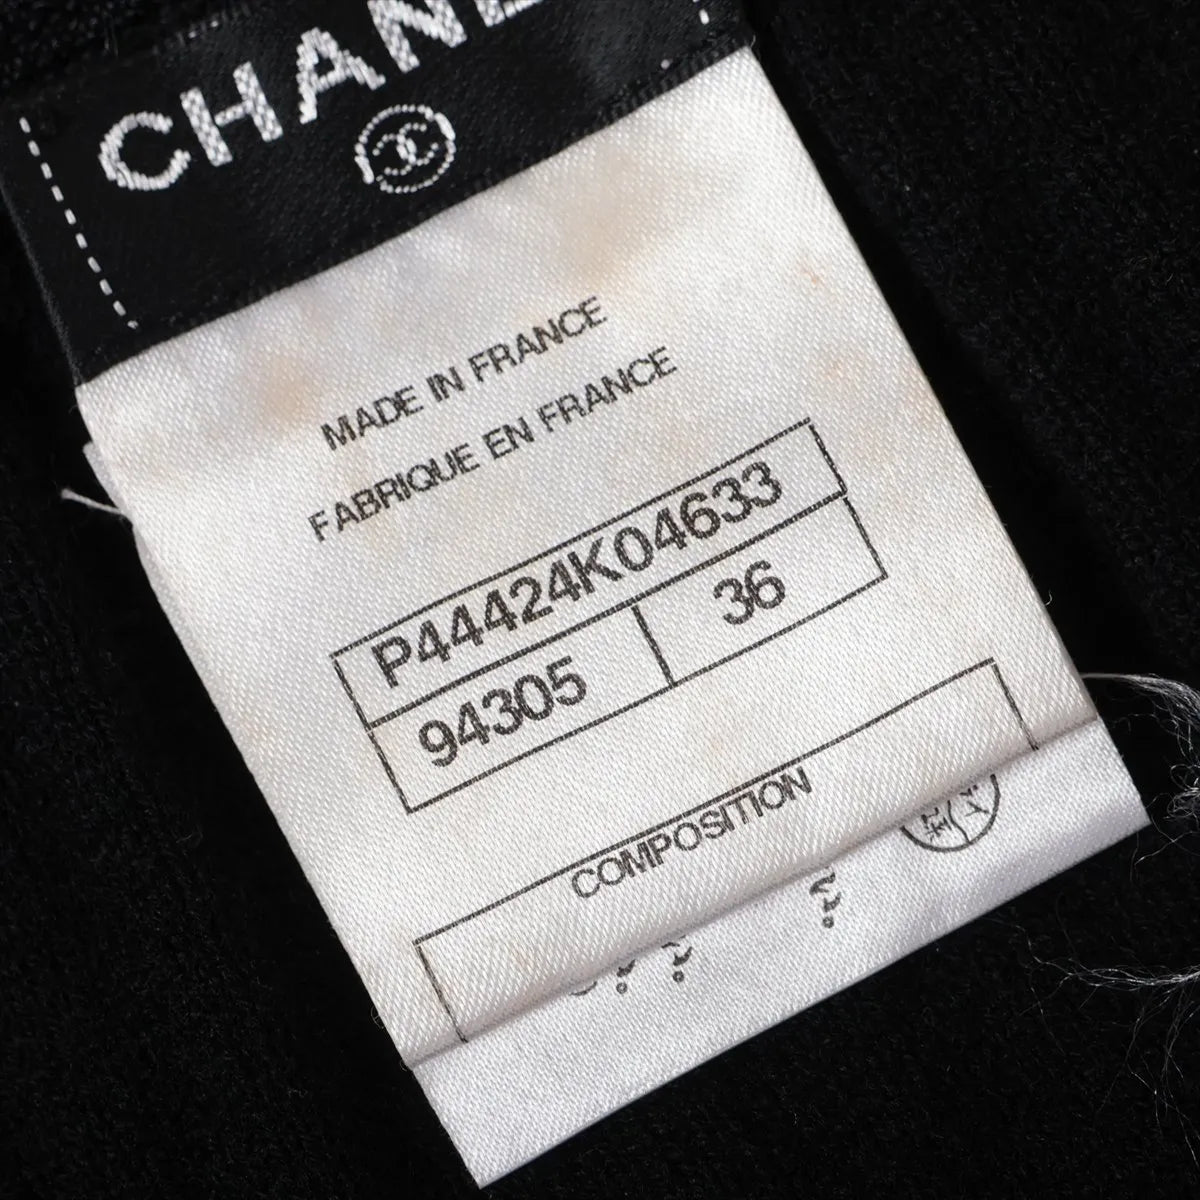 CHANE
MADE IN FRANCE
FABRIQUE EN FRANCE
P44424K04633
94305 36
COMPOSITION